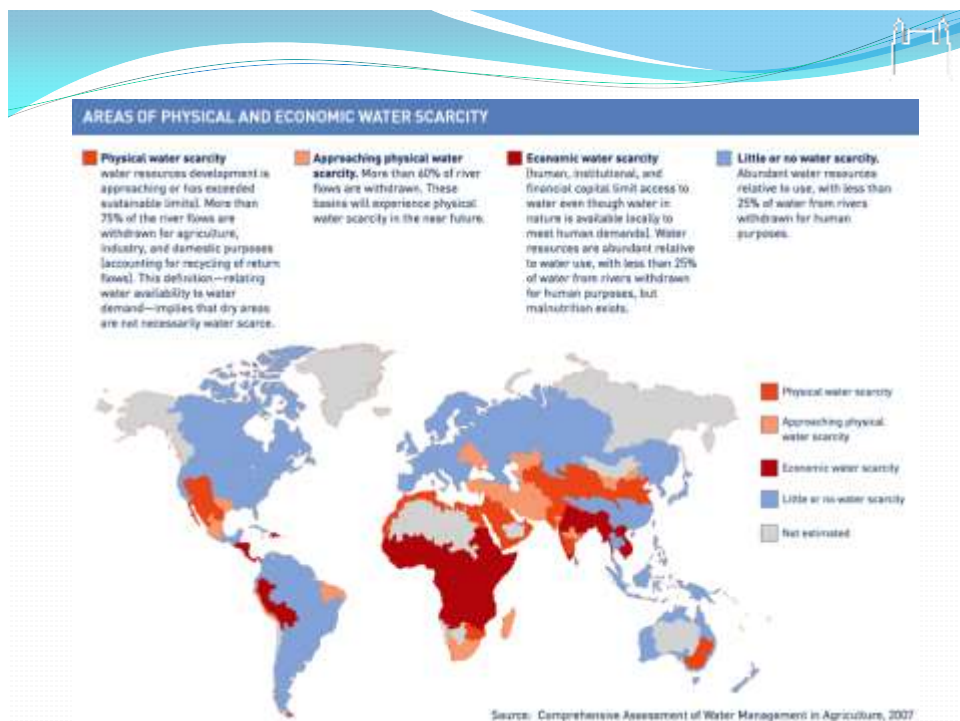 AREAS OF PHYSICAL AND ECONOMIC WATER SCARCITY
Physical water scarcity
water resources development is
approaching or has exceeded
sustainable limits). More than
75% of the river flows are
withdrawn for agriculture,
industry, and domestic purposes
(accounting for recycling of return
flows). This definition—relating
water availability to water
demand—implies that dry areas
are not necessarily water scarce.
Approaching physical water
scarcity. More than 60% of river
flows are withdrawn. These
basins will experience physical
water scarcity in the near future.
Economic water scarcity
(human, institutional, and
financial capital limit access to
water even though water in
nature is available locally to
meet human demands). Water
resources are abundant relative
to water use, with less than 25%
of water from rivers withdrawn
for human purposes, but
malnutrition exists.
Little or no water scarcity.
Abundant water resources
relative to use, with less than
25% of water from rivers
withdrawn for human
purposes.
Physical water scarcity
Approaching physical
water scarcity
Economic water scarcity
Little or no water scarcity
Not estimated
Source: Comprehensive Assessment of Water Management in Agriculture, 2007